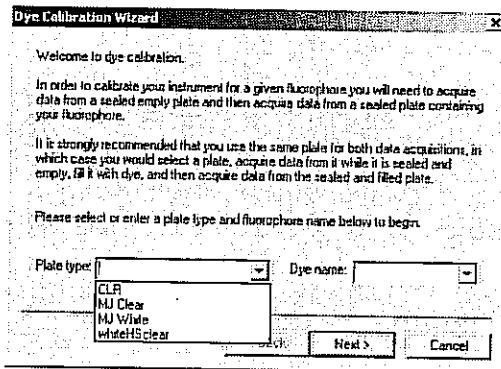 Dye Calibration Wizard
Welcome to dye calibration.
In order to calibrate your instrument for a given fluorophore you will need to acquire
data from a sealed empty plate and then acquire data from a sealed plate containing
your fluorophore.
It is strongly recommended that you use the same plate for both data acquisitions, in
which case you would select a plate, acquire data from it while it is sealed and
empty, fill it with dye, and then acquire data from the sealed and filled plate.
Please select or enter a plate type and fluorophore name below to begin.
Plate type: Dye name:
CLR
MJ Clear
MJ White
whiteHSclear
Next > Cancel